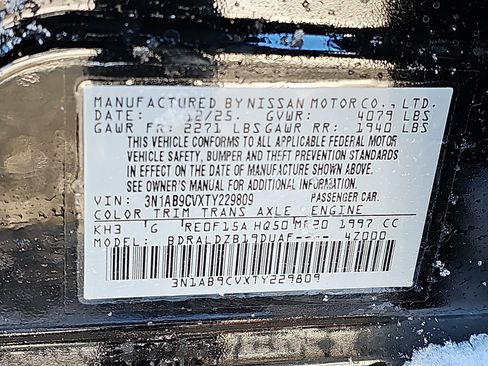 MANUFACTURED BY NISSAN MOTOR CO., LTD.
DATE: 12/25 GVWR: 4079 LBS
GAWR FR: 2271 LBS GAWR RR: 1940 LBS
THIS VEHICLE CONFORMS TO ALL APPLICABLE FEDERAL MOTOR
VEHICLE SAFETY, BUMPER AND THEFT PREVENTION STANDARDS
IN EFFECT ON THE DATE OF MANUFACTURE SHOWN ABOVE.
SEE OWNER'S MANUAL FOR ADDITIONAL INFORMATION.
VIN: 3N1AB9CVXTY229809 PASSENGER CAR.
COLOR TRIM TRANS AXLE ENGINE
KH3 G RE0F15A HQ50 MR20 1997 CC
MODEL: BDRALDZB19DUAF---- 4Z000
3N1AB9CVXTY229809